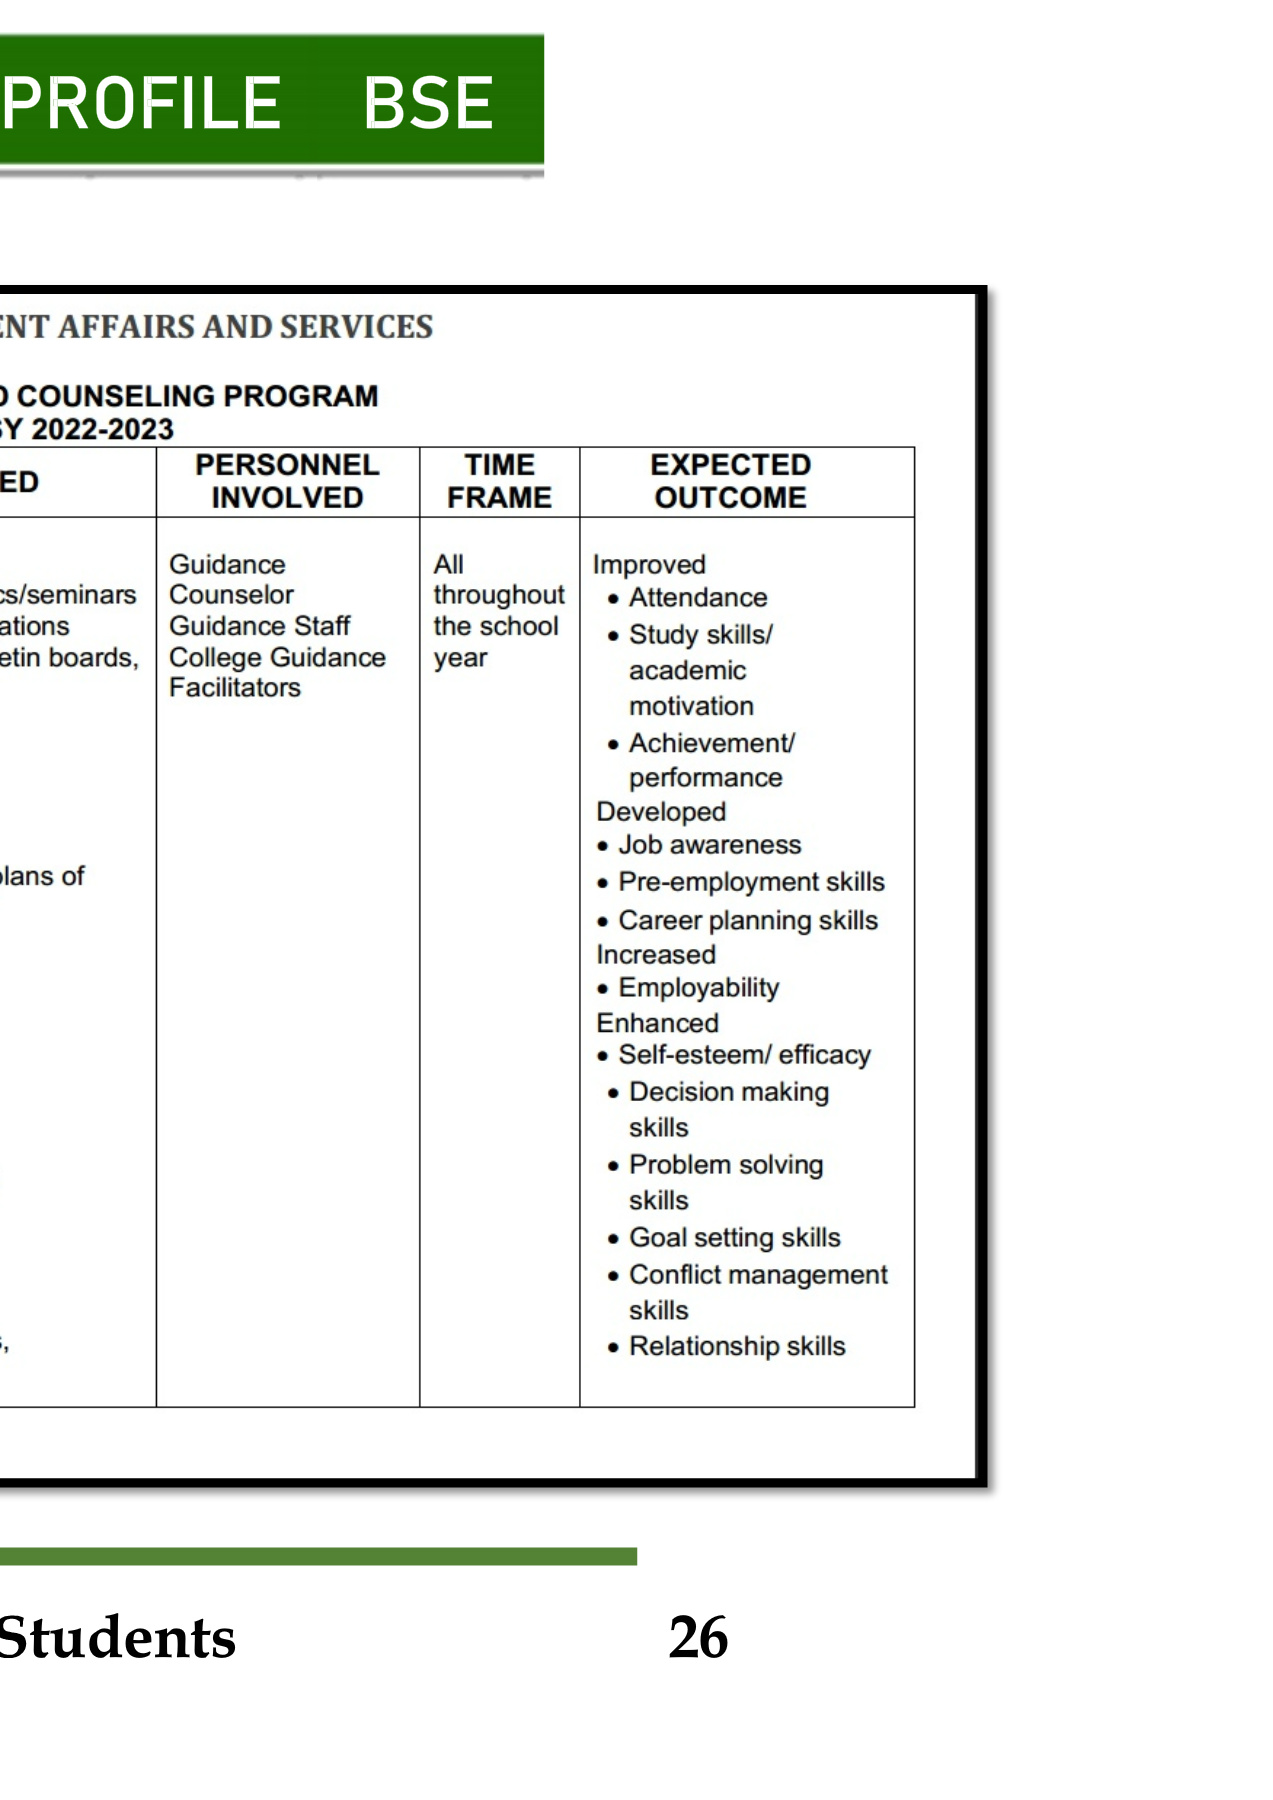 PROFILE BSE
ENT AFFAIRS AND SERVICES
D COUNSELING PROGRAM
SY 2022-2023
ED
PERSONNEL
INVOLVED
TIME
FRAME
EXPECTED
OUTCOME
cs/seminars
ations
etin boards,
plans of
s,
Guidance
Counselor
Guidance Staff
College Guidance
Facilitators
All
throughout
the school
year
Improved
• Attendance
• Study skills/
academic
motivation
• Achievement/
performance
Developed
• Job awareness
• Pre-employment skills
• Career planning skills
Increased
• Employability
Enhanced
• Self-esteem/ efficacy
• Decision making
skills
• Problem solving
skills
• Goal setting skills
• Conflict management
skills
• Relationship skills
Students 26